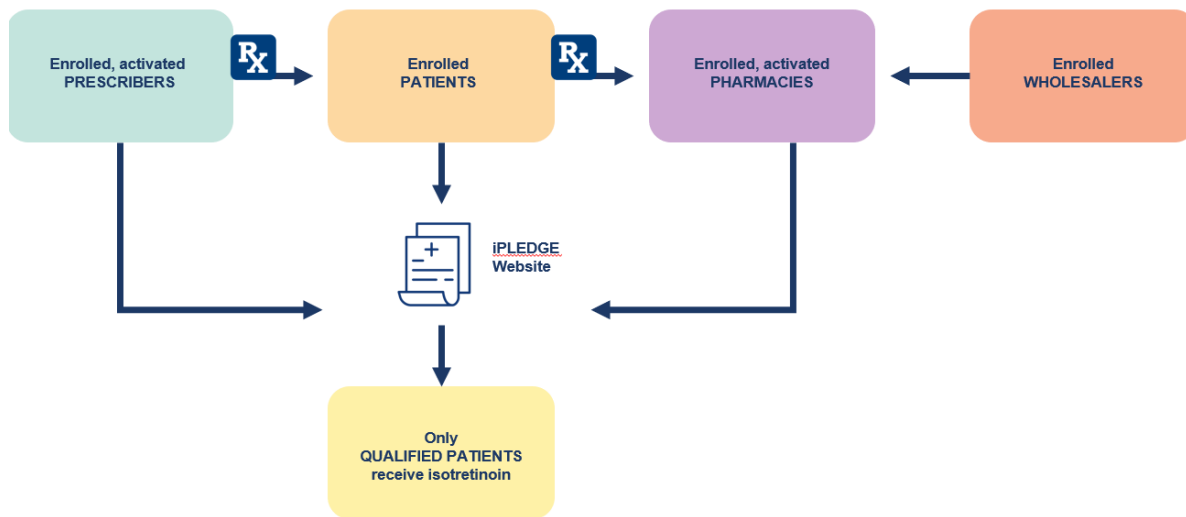 Enrolled, activated
PRESCRIBERS
Rx
Enrolled
PATIENTS
Rx
Enrolled, activated
PHARMACIES
Enrolled
WHOLESALERS
iPLEDGE
Website
Only
QUALIFIED PATIENTS
receive isotretinoin